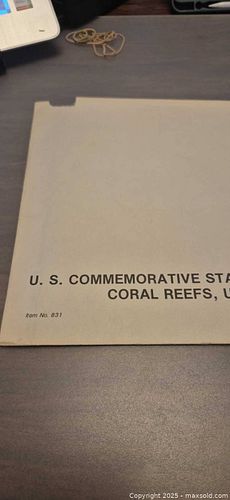 U. S. COMMEMORATIVE STA
CORAL REEFS, U
Item No. 831
Copyright © 2025 - maxsold.com